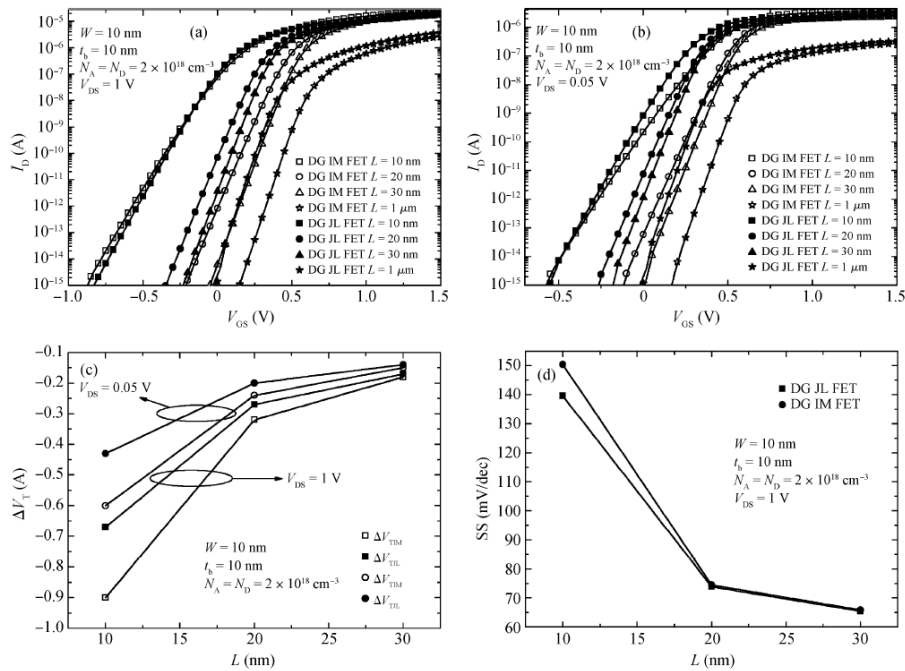 (a)
W = 10 nm
t_b = 10 nm
N_A = N_D = 2 × 10^18 cm^−3
V_DS = 1 V
10^−5
10^−6
10^−7
10^−8
10^−9
10^−10
10^−11
10^−12
10^−13
10^−14
10^−15
I_D (A)
DG IM FET L = 10 nm
DG IM FET L = 20 nm
DG IM FET L = 30 nm
DG IM FET L = 1 μm
DG JL FET L = 10 nm
DG JL FET L = 20 nm
DG JL FET L = 30 nm
DG JL FET L = 1 μm
−1.0 −0.5 0 0.5 1.0 1.5
V_GS (V)
(b)
W = 10 nm
t_b = 10 nm
N_A = N_D = 2 × 10^18 cm^−3
V_DS = 0.05 V
10^−5
10^−6
10^−7
10^−8
10^−9
10^−10
10^−11
10^−12
10^−13
10^−14
10^−15
I_D (A)
DG IM FET L = 10 nm
DG IM FET L = 20 nm
DG IM FET L = 30 nm
DG IM FET L = 1 μm
DG JL FET L = 10 nm
DG JL FET L = 20 nm
DG JL FET L = 30 nm
DG JL FET L = 1 μm
−0.5 0 0.5 1.0 1.5
V_GS (V)
(c)
V_DS = 0.05 V
V_DS = 1 V
−0.1
−0.2
−0.3
−0.4
−0.5
−0.6
−0.7
−0.8
−0.9
−1.0
ΔV_T (A)
W = 10 nm
t_b = 10 nm
N_A = N_D = 2 × 10^18 cm^−3
ΔV_TIM
ΔV_TJL
ΔV_TIM
ΔV_TJL
10 15 20 25 30
L (nm)
(d)
DG JL FET
DG IM FET
W = 10 nm
t_b = 10 nm
N_A = N_D = 2 × 10^18 cm^−3
V_DS = 1 V
150
140
130
120
110
100
90
80
70
60
SS (mV/dec)
10 15 20 25 30
L (nm)